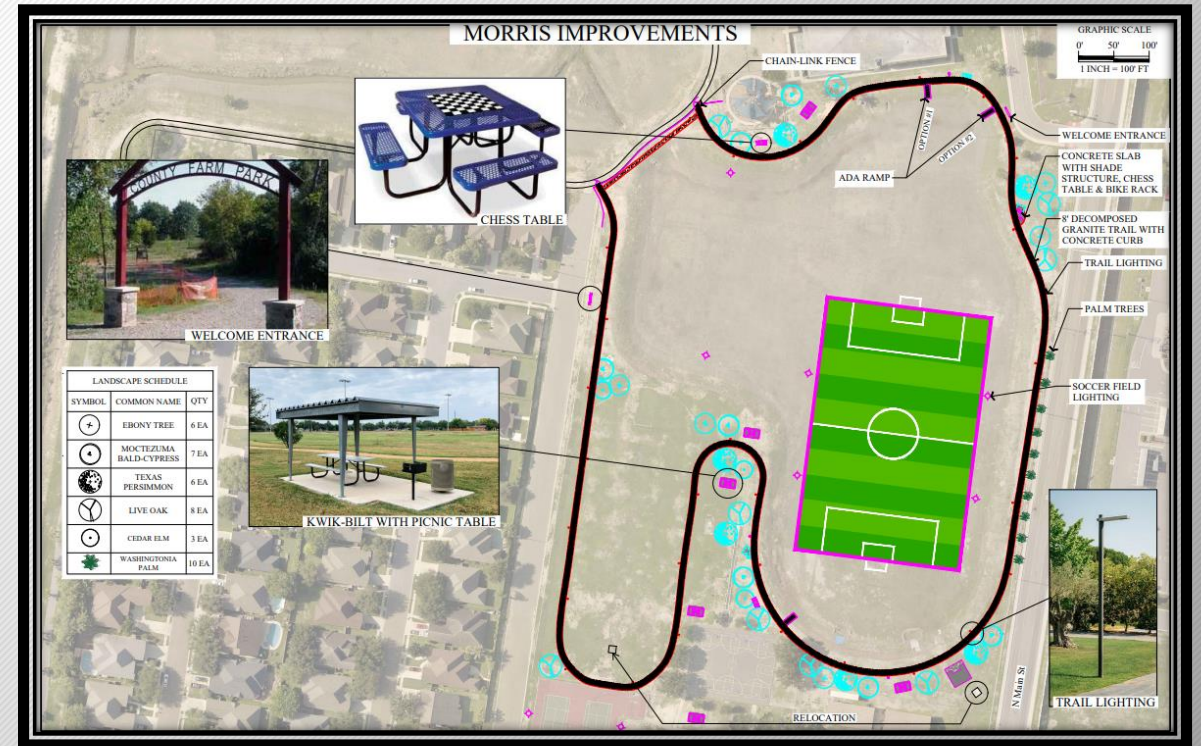 MORRIS IMPROVEMENTS
GRAPHIC SCALE
0' 50' 100'
1 INCH = 100' FT
CHAIN-LINK FENCE
OPTION #1
OPTION #2
WELCOME ENTRANCE
ADA RAMP
CONCRETE SLAB
WITH SHADE
STRUCTURE, CHESS
TABLE & BIKE RACK
8' DECOMPOSED
GRANITE TRAIL WITH
CONCRETE CURB
TRAIL LIGHTING
PALM TREES
SOCCER FIELD
LIGHTING
CHESS TABLE
COUNTY FARM PARK
WELCOME ENTRANCE
LANDSCAPE SCHEDULE
SYMBOL COMMON NAME QTY
EBONY TREE 6 EA
MOCTEZUMA
BALD-CYPRESS 7 EA
TEXAS
PERSIMMON 6 EA
LIVE OAK 8 EA
CEDAR ELM 3 EA
WASHINGTONIA
PALM 10 EA
KWIK-BILT WITH PICNIC TABLE
RELOCATION
N Main St
TRAIL LIGHTING